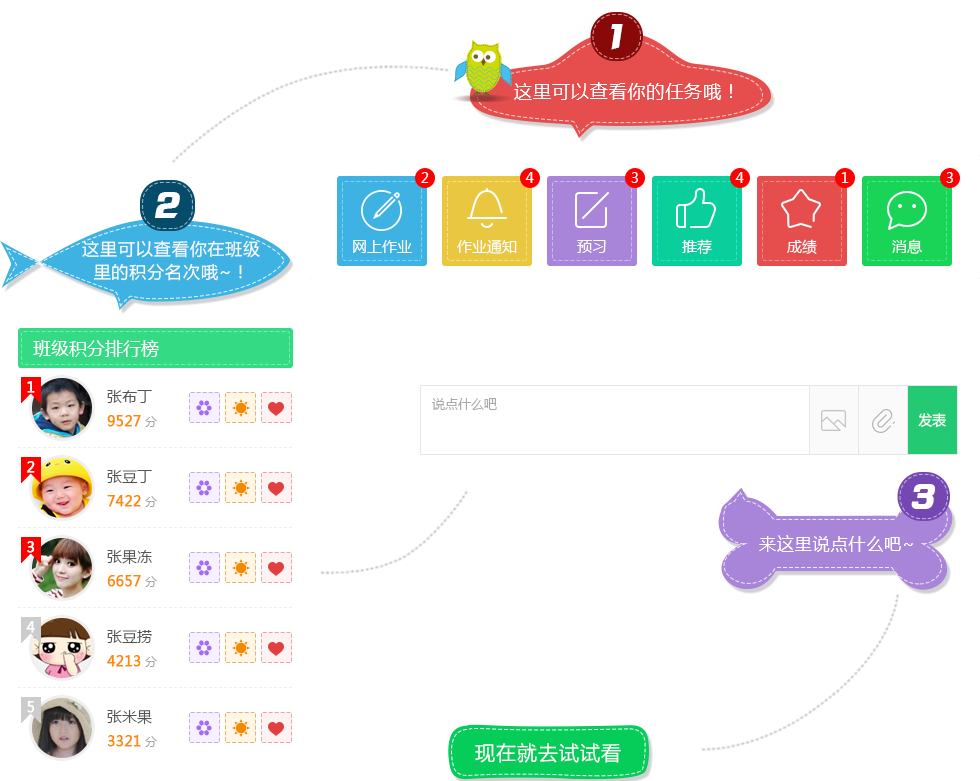 1
这里可以查看你的任务哦！
2
这里可以查看你在班级
里的积分名次哦~！
2
4
3
4
1
3
网上作业
作业通知
预习
推荐
成绩
消息
班级积分排行榜
1
张布丁
9527 分
2
张豆丁
7422 分
3
张果冻
6657 分
4
张豆捞
4213 分
5
张米果
3321 分
说点什么吧
发表
3
来这里说点什么吧~
现在就去试试看